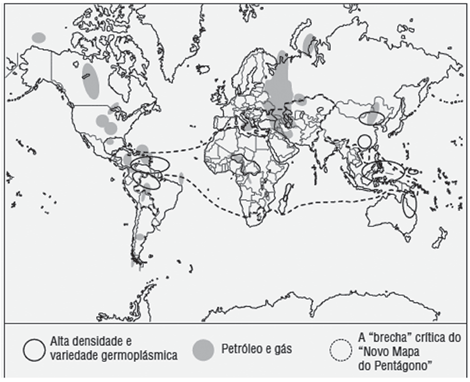 Alta densidade e
variedade germoplásmica
Petróleo e gás
A “brecha” crítica do
“Novo Mapa
do Pentágono”